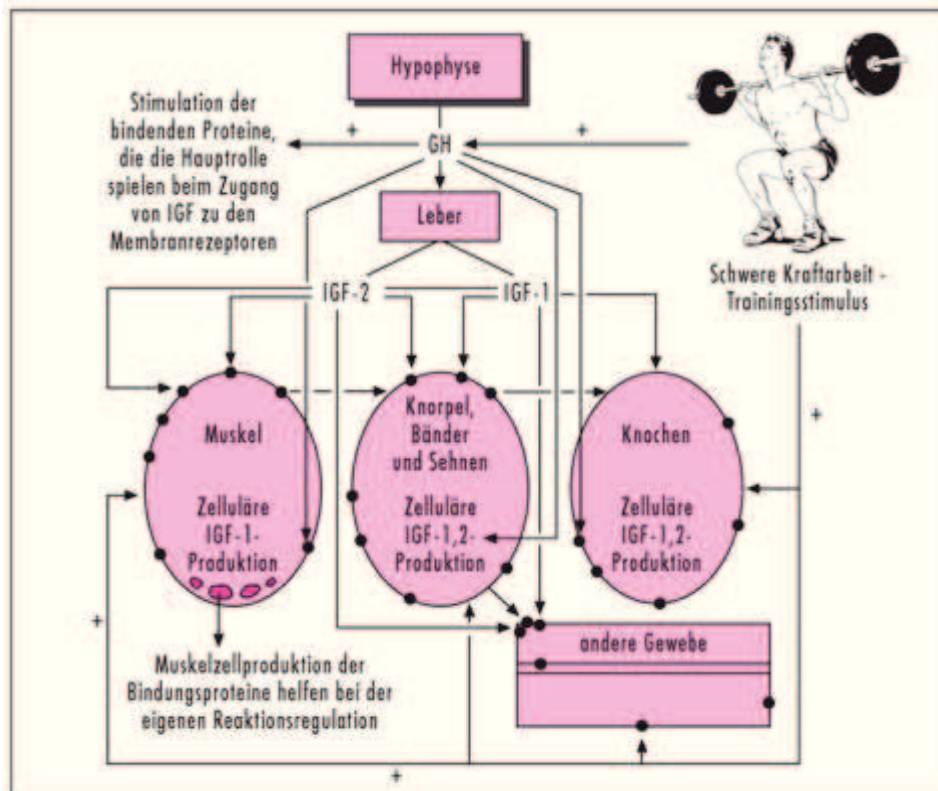 Hypophyse
Stimulation der
bindenden Proteine,
die die Hauptrolle
spielen beim Zugang
von IGF zu den
Membranrezeptoren
+
+
GH
Leber
Schwere Kraftarbeit -
Trainingsstimulus
IGF-2
IGF-1
+
Muskel
Zelluläre
IGF-1-
Produktion
Knorpel,
Bänder
und Sehnen
Zelluläre
IGF-1,2-
Produktion
Knochen
Zelluläre
IGF-1,2-
Produktion
+
Muskelzellproduktion der
Bindungsproteine helfen bei der
eigenen Reaktionsregulation
andere Gewebe
+